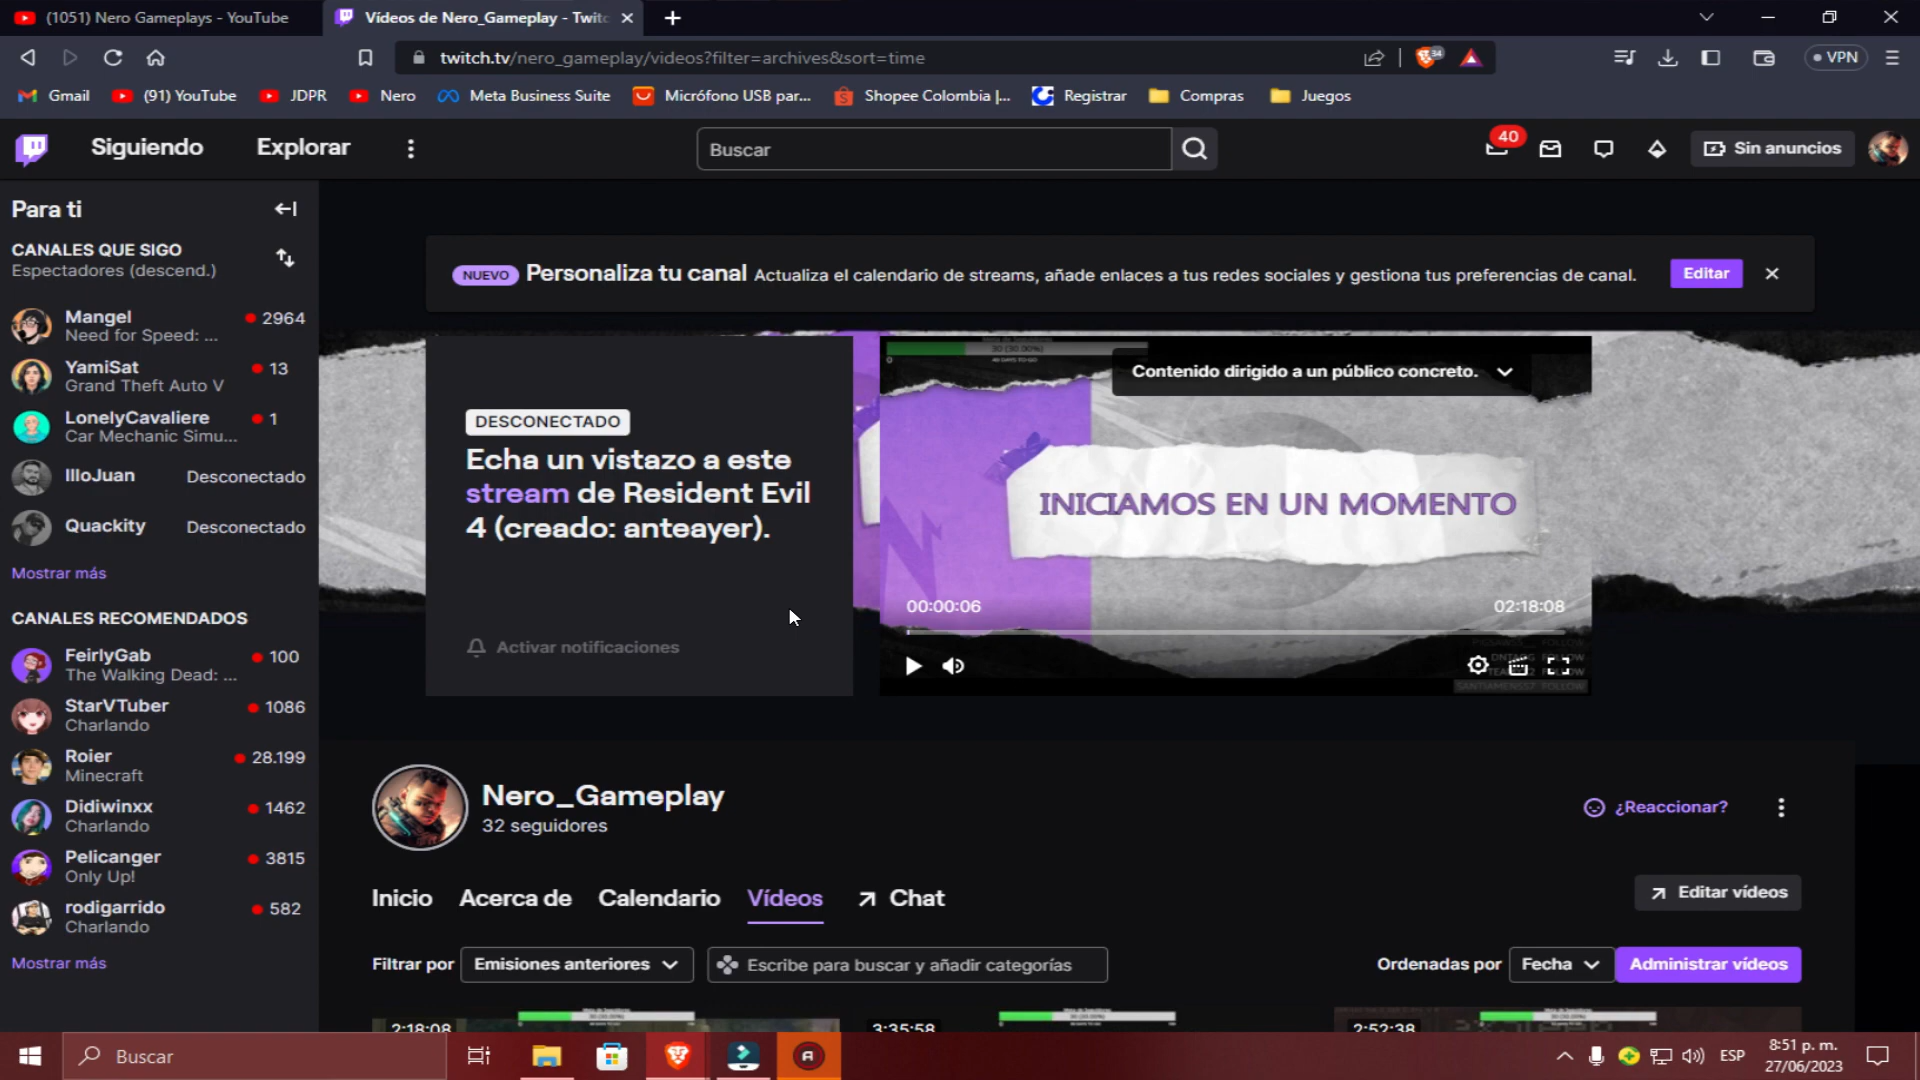 (1051) Nero Gameplays - YouTube
Vídeos de Nero_Gameplay - Twitc
twitch.tv/nero_gameplay/videos?filter=archives&sort=time
34
VPN
Gmail
(91) YouTube
JDPR
Nero
Meta Business Suite
Micrófono USB par...
Shopee Colombia |...
Registrar
Compras
Juegos
Siguiendo
Explorar
Buscar
40
Sin anuncios
Para ti
CANALES QUE SIGO
Espectadores (descend.)
Mangel
2964
Need for Speed: ...
YamiSat
13
Grand Theft Auto V
LonelyCavaliere
1
Car Mechanic Simu...
IlloJuan
Desconectado
Quackity
Desconectado
Mostrar más
CANALES RECOMENDADOS
FeirlyGab
100
The Walking Dead: ...
StarVTuber
1086
Charlando
Roier
28.199
Minecraft
Didiwinxx
1462
Charlando
Pelicanger
3815
Only Up!
rodigarrido
582
Charlando
Mostrar más
NUEVO
Personaliza tu canal
Actualiza el calendario de streams, añade enlaces a tus redes sociales y gestiona tus preferencias de canal.
Editar
DESCONECTADO
Echa un vistazo a este
stream de Resident Evil
4 (creado: anteayer).
Activar notificaciones
30 (30.00%)
Contenido dirigido a un público concreto.
INICIAMOS EN UN MOMENTO
00:00:06
02:18:08
Nero_Gameplay
32 seguidores
¿Reaccionar?
Inicio
Acerca de
Calendario
Vídeos
Chat
Editar vídeos
Filtrar por
Emisiones anteriores
Escribe para buscar y añadir categorías
Ordenadas por
Fecha
Administrar vídeos
2:18:08
3:35:58
2:52:38
Buscar
ESP
8:51 p. m.
27/06/2023